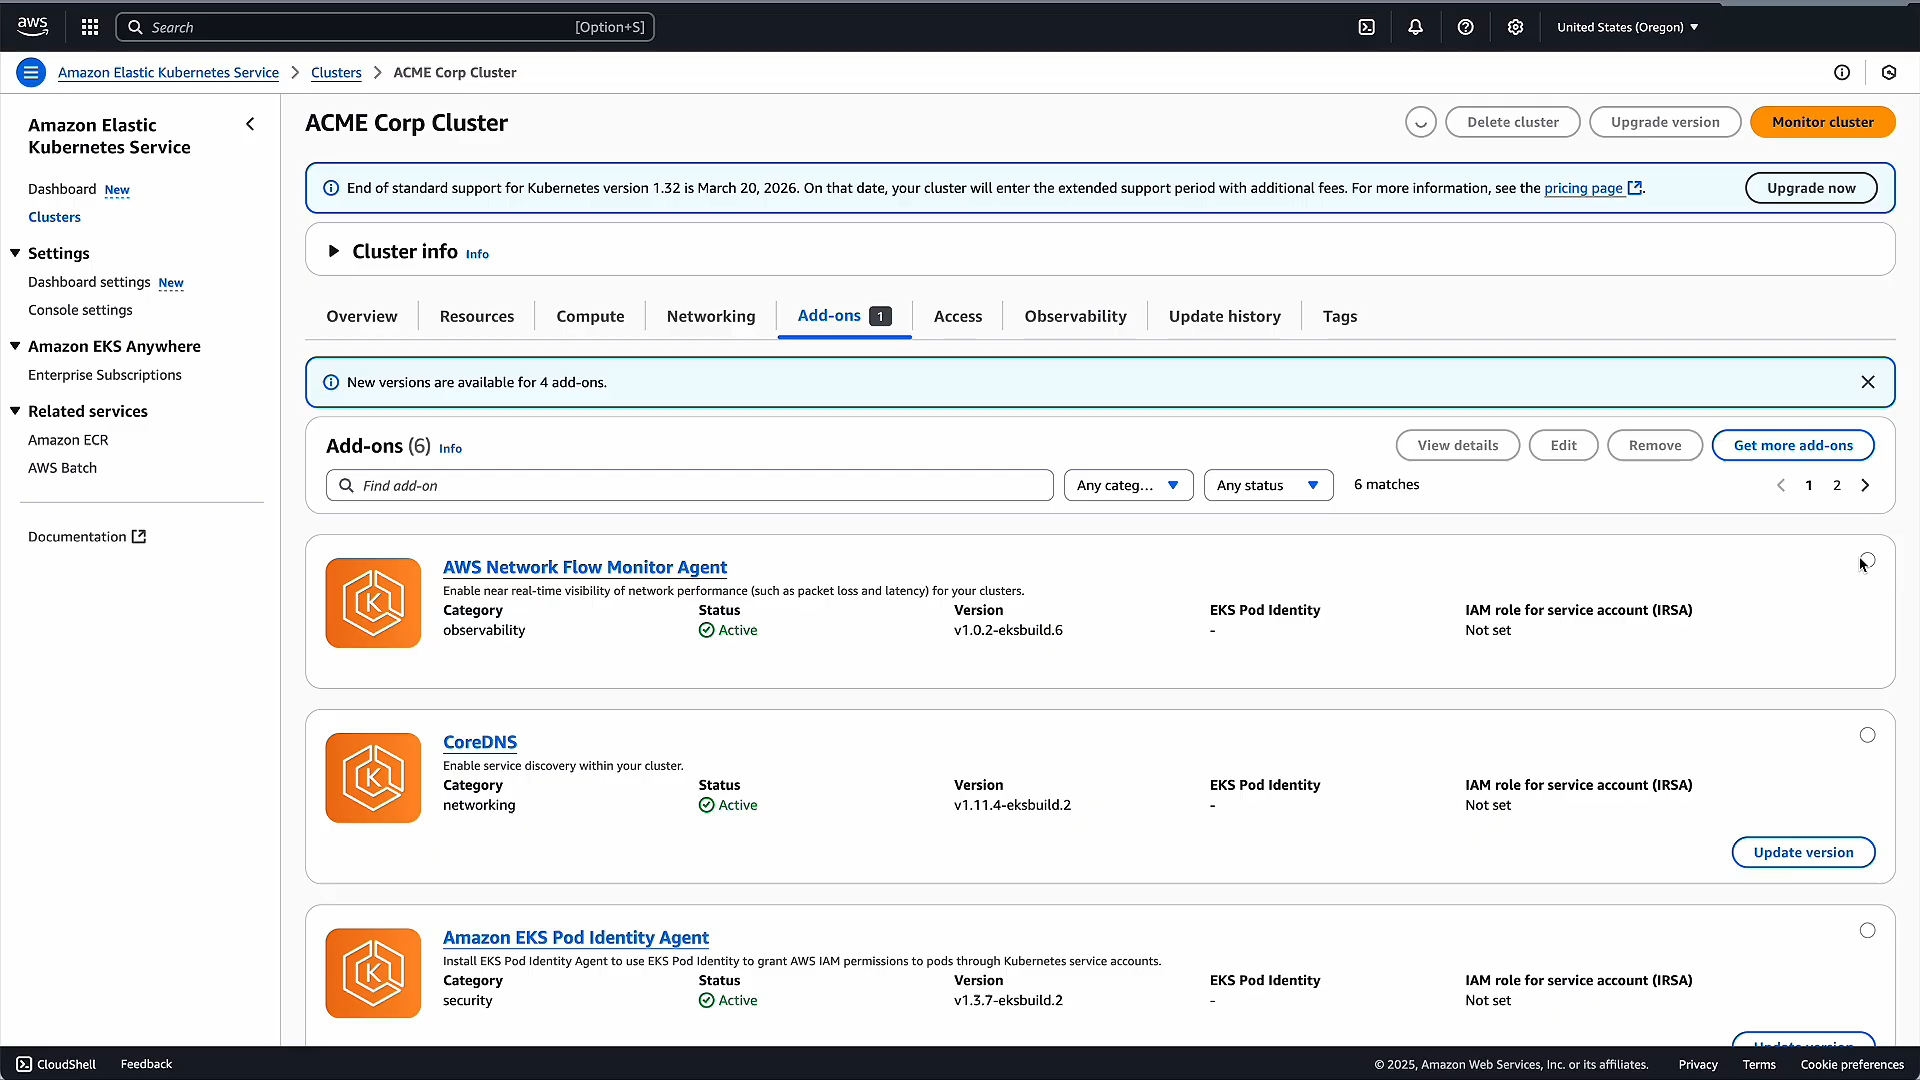 aws
Search
[Option+S]
United States (Oregon)
Amazon Elastic Kubernetes Service
Clusters
ACME Corp Cluster
Amazon Elastic
Kubernetes Service
Dashboard New
Clusters
Settings
Dashboard settings New
Console settings
Amazon EKS Anywhere
Enterprise Subscriptions
Related services
Amazon ECR
AWS Batch
Documentation
ACME Corp Cluster
Delete cluster
Upgrade version
Monitor cluster
End of standard support for Kubernetes version 1.32 is March 20, 2026. On that date, your cluster will enter the extended support period with additional fees. For more information, see the pricing page.
Upgrade now
Cluster info Info
Overview
Resources
Compute
Networking
Add-ons 1
Access
Observability
Update history
Tags
New versions are available for 4 add-ons.
Add-ons (6) Info
View details
Edit
Remove
Get more add-ons
Find add-on
Any categ...
Any status
6 matches
1
2
AWS Network Flow Monitor Agent
Enable near real-time visibility of network performance (such as packet loss and latency) for your clusters.
Category
observability
Status
Active
Version
v1.0.2-eksbuild.6
EKS Pod Identity
-
IAM role for service account (IRSA)
Not set
CoreDNS
Enable service discovery within your cluster.
Category
networking
Status
Active
Version
v1.11.4-eksbuild.2
EKS Pod Identity
-
IAM role for service account (IRSA)
Not set
Update version
Amazon EKS Pod Identity Agent
Install EKS Pod Identity Agent to use EKS Pod Identity to grant AWS IAM permissions to pods through Kubernetes service accounts.
Category
security
Status
Active
Version
v1.3.7-eksbuild.2
EKS Pod Identity
-
IAM role for service account (IRSA)
Not set
Update version
CloudShell
Feedback
© 2025, Amazon Web Services, Inc. or its affiliates.
Privacy
Terms
Cookie preferences